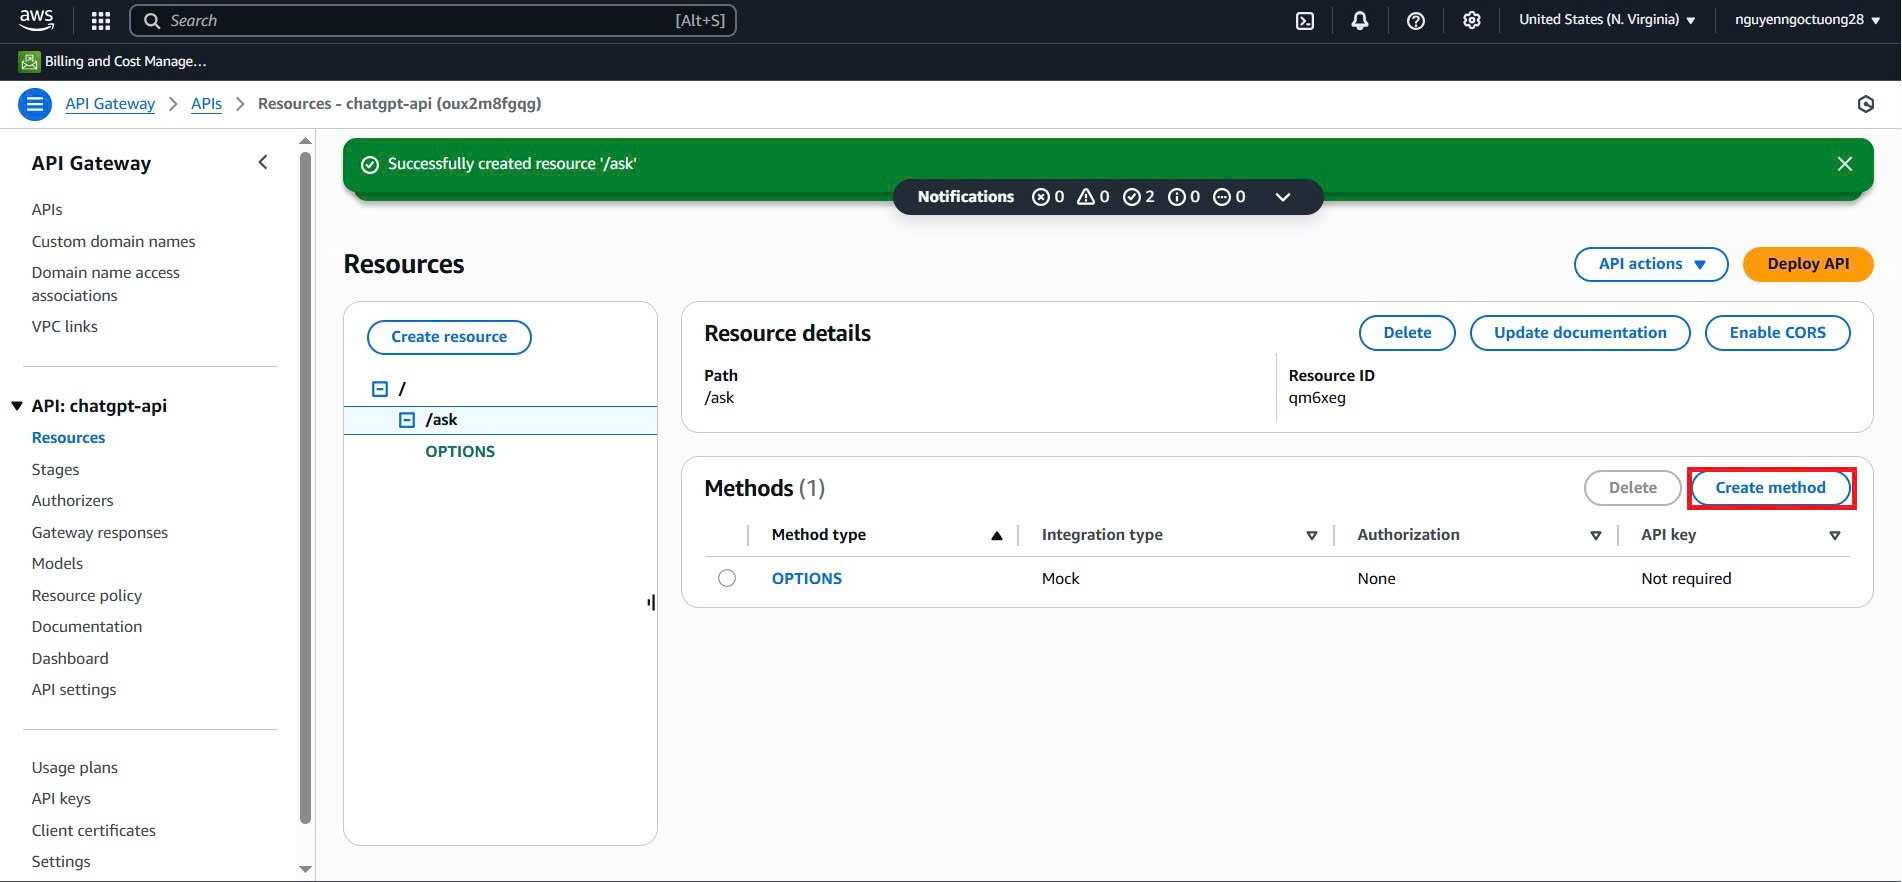 aws
Search [Alt+S]
United States (N. Virginia)
nguyenngoctuong28
Billing and Cost Manage...
API Gateway
APIs
Resources - chatgpt-api (oux2m8fgqg)
API Gateway
APIs
Custom domain names
Domain name access
associations
VPC links
API: chatgpt-api
Resources
Stages
Authorizers
Gateway responses
Models
Resource policy
Documentation
Dashboard
API settings
Usage plans
API keys
Client certificates
Settings
Successfully created resource '/ask'
Notifications 0 0 2 0 0
Resources
API actions
Deploy API
Create resource
/
/ask
OPTIONS
Resource details
Delete
Update documentation
Enable CORS
Path
/ask
Resource ID
qm6xeg
Methods (1)
Delete
Create method
Method type Integration type Authorization API key
OPTIONS Mock None Not required